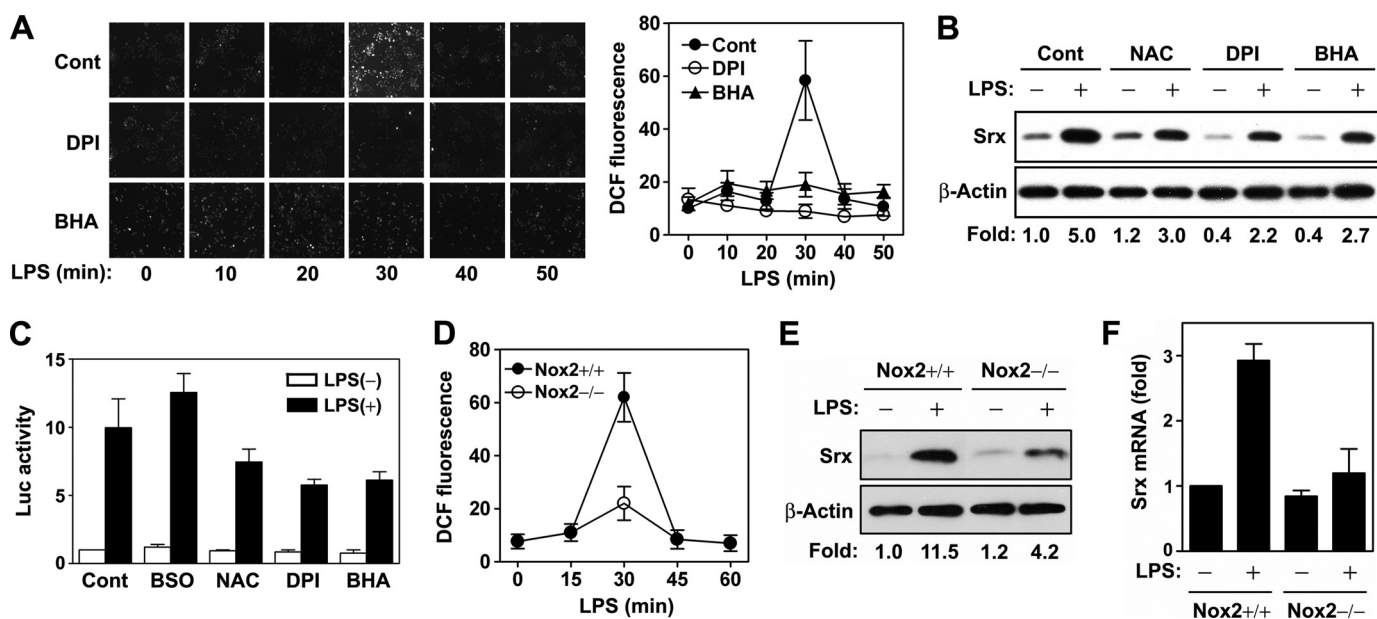 A
Cont
DPI
BHA
LPS (min): 0 10 20 30 40 50
DCF fluorescence
80
60
40
20
0
Cont
DPI
BHA
0 10 20 30 40 50
LPS (min)
B
Cont NAC DPI BHA
LPS: − + − + − + − +
Srx
β-Actin
Fold: 1.0 5.0 1.2 3.0 0.4 2.2 0.4 2.7
C
Luc activity
15
10
5
0
LPS(−)
LPS(+)
Cont BSO NAC DPI BHA
D
DCF fluorescence
80
60
40
20
0
Nox2+/+
Nox2−/−
0 15 30 45 60
LPS (min)
E
Nox2+/+ Nox2−/−
LPS: − + − +
Srx
β-Actin
Fold: 1.0 11.5 1.2 4.2
F
Srx mRNA (fold)
3
2
1
0
LPS: − + − +
Nox2+/+ Nox2−/−